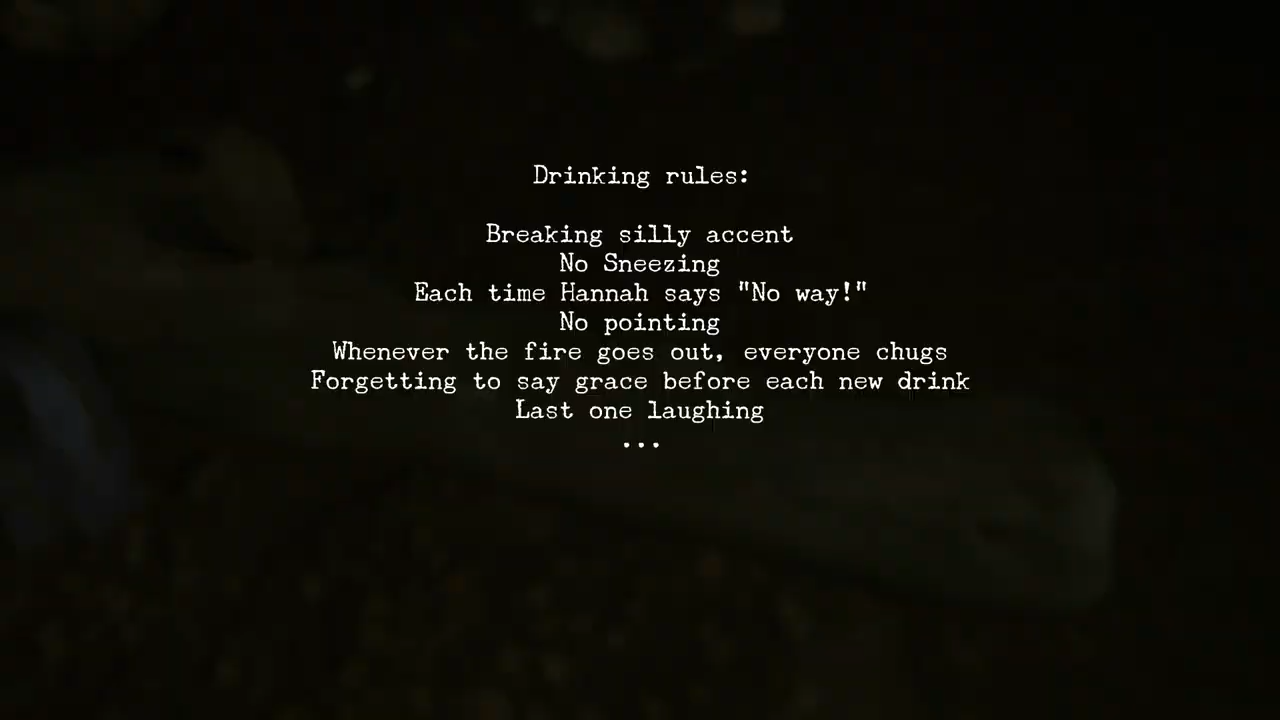 Drinking rules:
Breaking silly accent
No Sneezing
Each time Hannah says "No way!"
No pointing
Whenever the fire goes out, everyone chugs
Forgetting to say grace before each new drink
Last one laughing
...